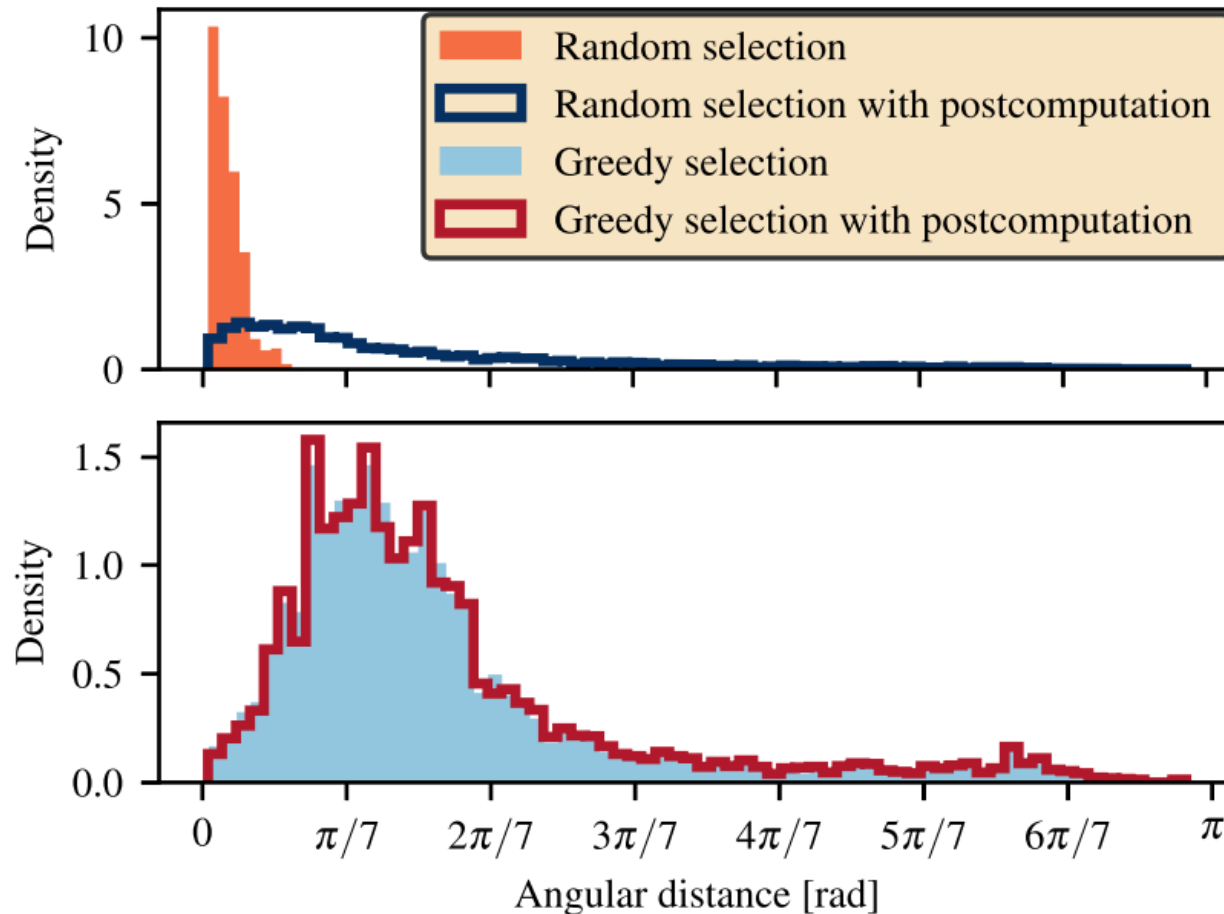 10
5
0
Density
Random selection
Random selection with postcomputation
Greedy selection
Greedy selection with postcomputation
1.5
1.0
0.5
0.0
Density
0 π/7 2π/7 3π/7 4π/7 5π/7 6π/7 π
Angular distance [rad]